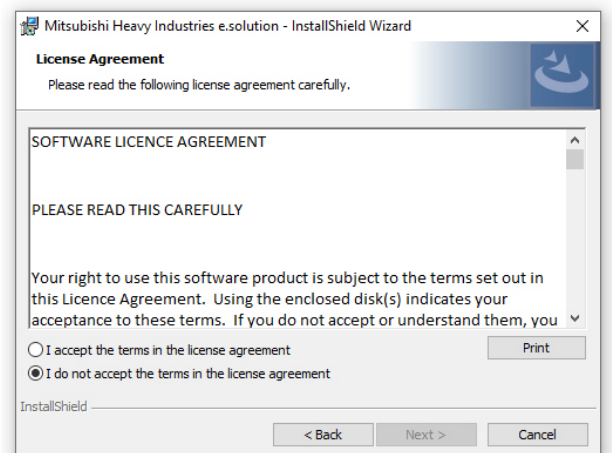 Mitsubishi Heavy Industries e.solution - InstallShield Wizard
License Agreement
Please read the following license agreement carefully.
SOFTWARE LICENCE AGREEMENT
PLEASE READ THIS CAREFULLY
Your right to use this software product is subject to the terms set out in
this Licence Agreement.  Using the enclosed disk(s) indicates your
acceptance to these terms.  If you do not accept or understand them, you
I accept the terms in the license agreement
Print
I do not accept the terms in the license agreement
InstallShield
< Back
Next >
Cancel